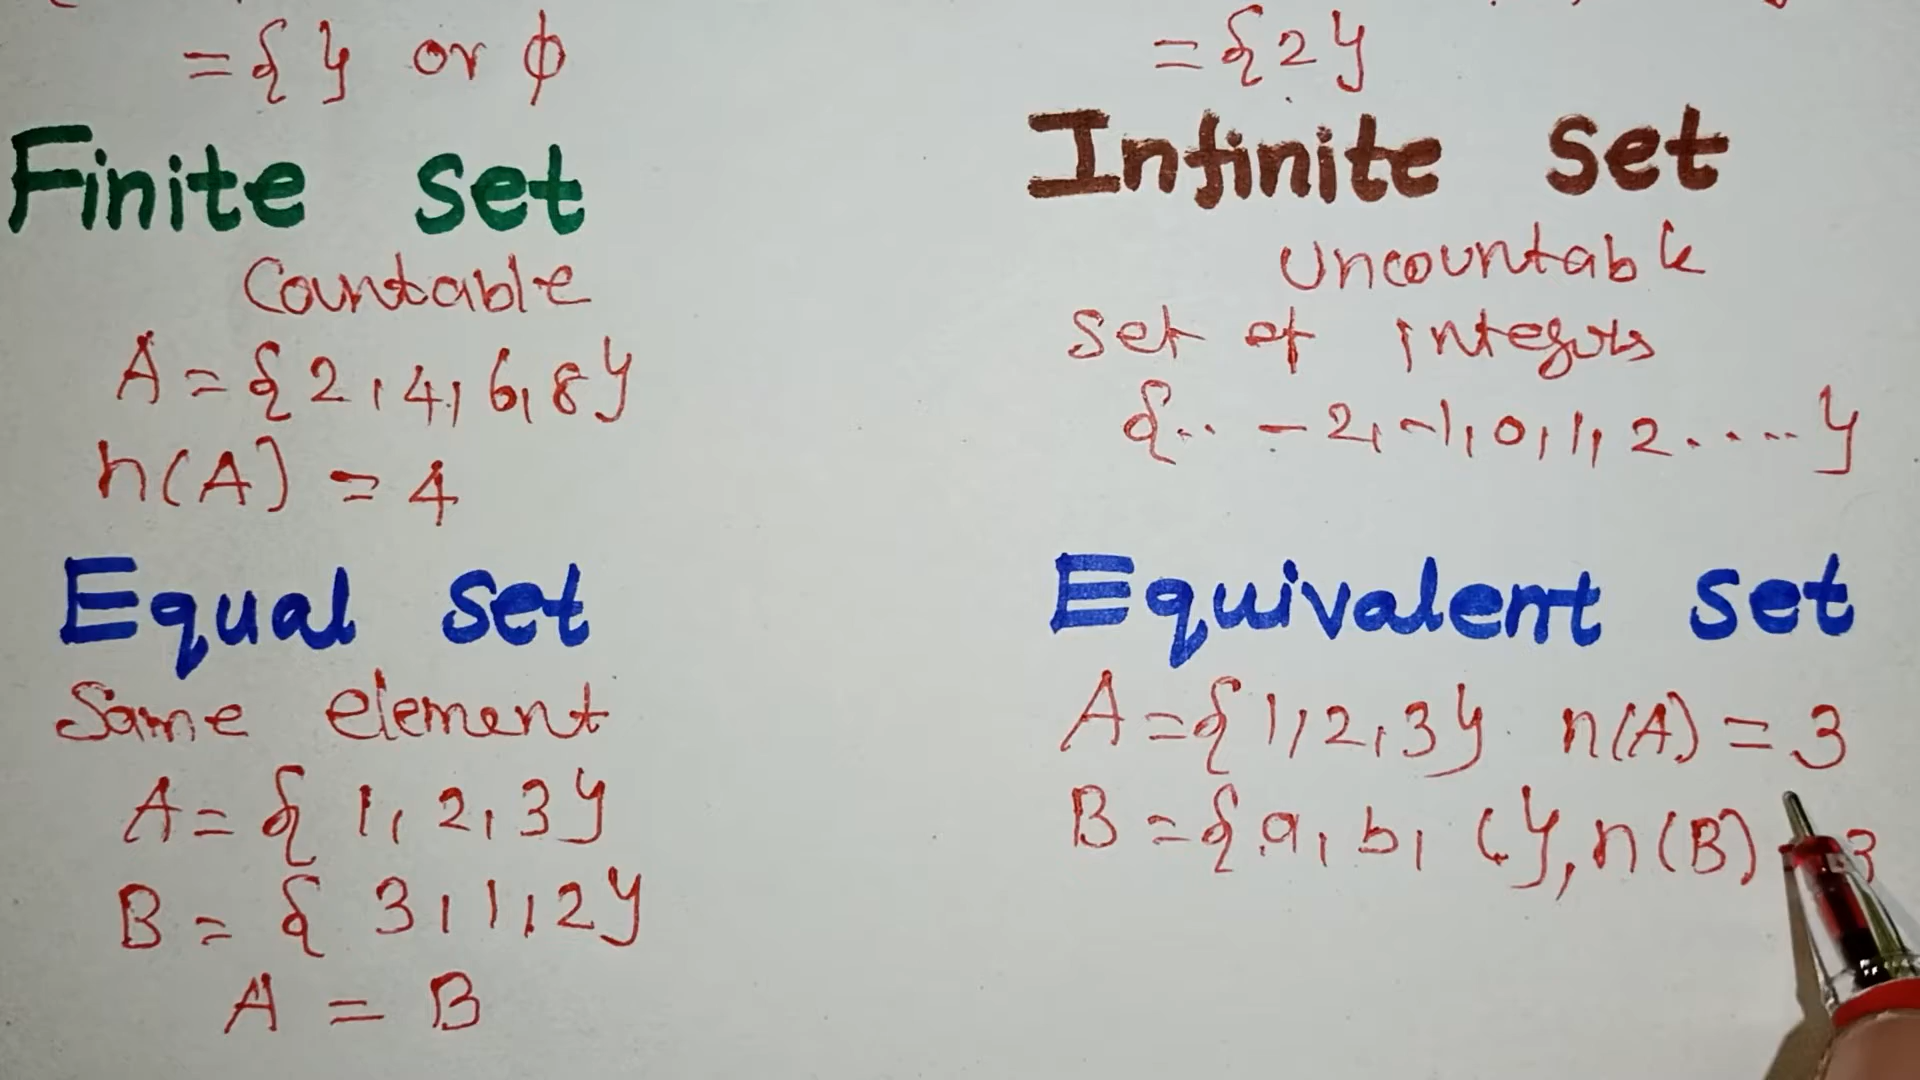 = { } or ϕ
= {2}
Finite set
Countable
A = {2, 4, 6, 8}
n(A) = 4
Infinite set
Uncountable
Set of integers
{.. -2, -1, 0, 1, 2.....}
Equal set
Same element
A = { 1, 2, 3}
B = { 3, 1, 2}
A = B
Equivalent set
A = {1, 2, 3} n(A) = 3
B = {a, b, c}, n(B) 3